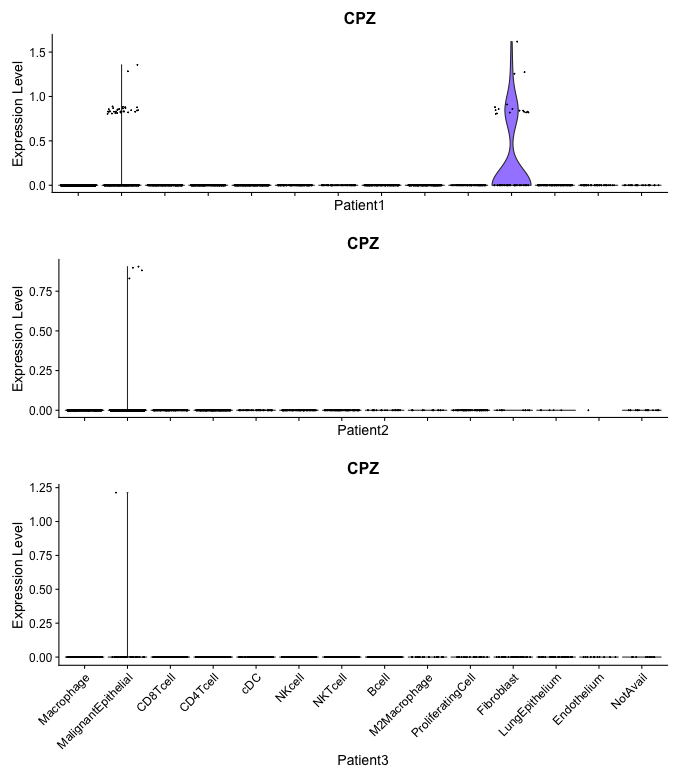 CPZ
Expression Level
1.5
1.0
0.5
0.0
Patient1
CPZ
Expression Level
0.75
0.50
0.25
0.00
Patient2
CPZ
Expression Level
1.25
1.00
0.75
0.50
0.25
0.00
Macrophage
MalignantEpithelial
CD8Tcell
CD4Tcell
cDC
NKcell
NKTcell
Bcell
M2Macrophage
ProliferatingCell
Fibroblast
LungEpithelium
Endothelium
NotAvail
Patient3